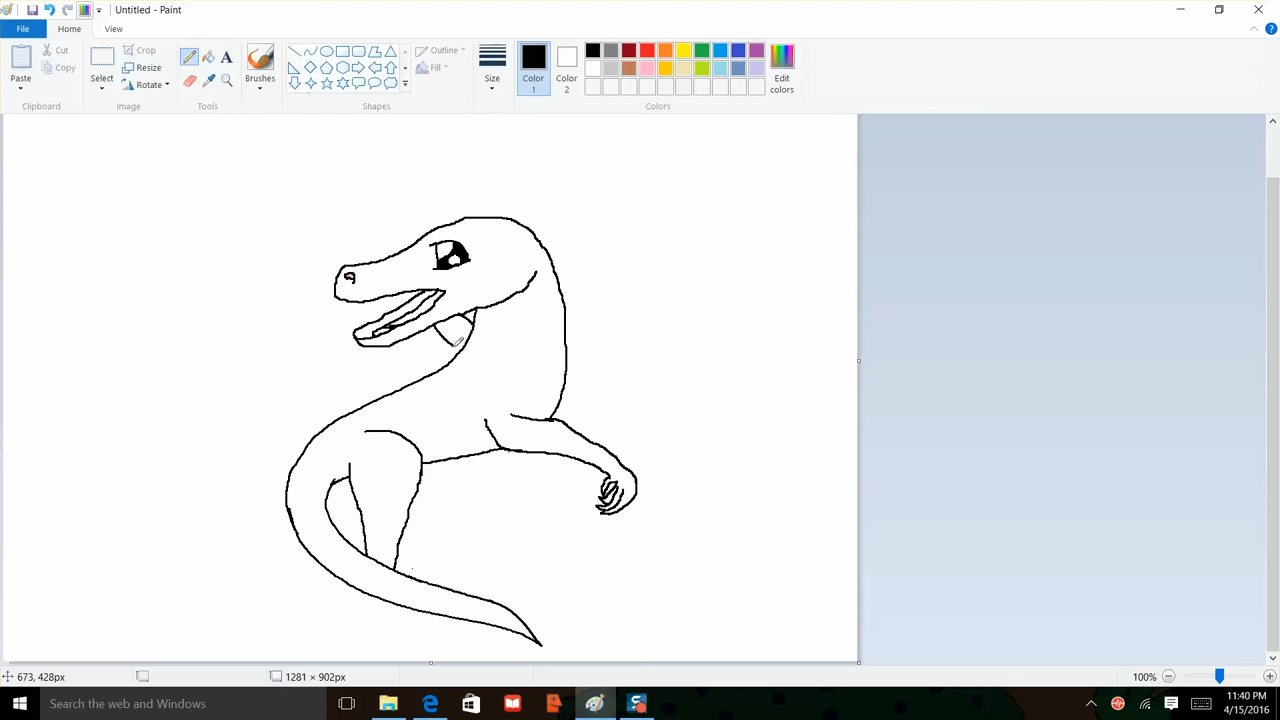 Untitled - Paint
File
Home
View
Paste
Cut
Copy
Clipboard
Select
Crop
Resize
Rotate
Image
A
Tools
Brushes
Outline
Fill
Shapes
Size
Color 1
Color 2
Edit colors
Colors
673, 428px
1281 × 902px
100%
Search the web and Windows
11:40 PM
4/15/2016